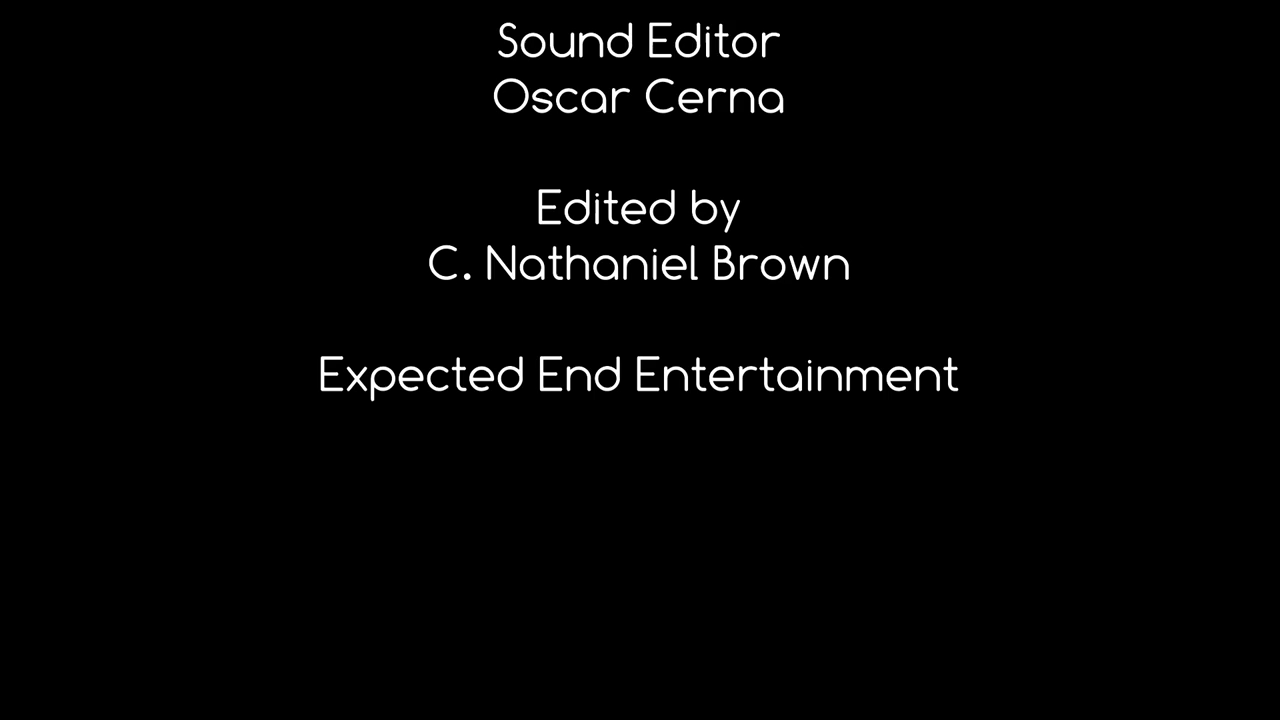 Sound Editor
Oscar Cerna
Edited by
C. Nathaniel Brown
Expected End Entertainment